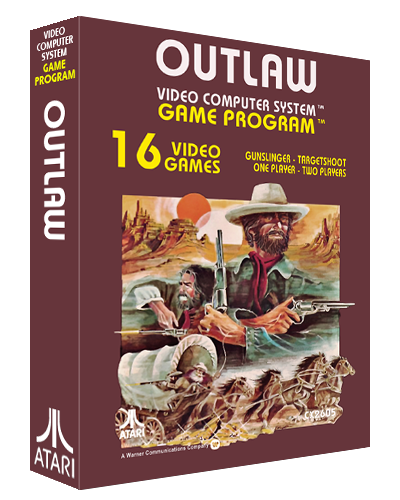 VIDEO
COMPUTER
SYSTEM
GAME
PROGRAM
OUTLAW
ATARI
OUTLAW
VIDEO COMPUTER SYSTEM™
GAME PROGRAM™
16 VIDEO
GAMES
GUNSLINGER - TARGETSHOOT
ONE PLAYER - TWO PLAYERS
CX2605
ATARI
A Warner Communications Company